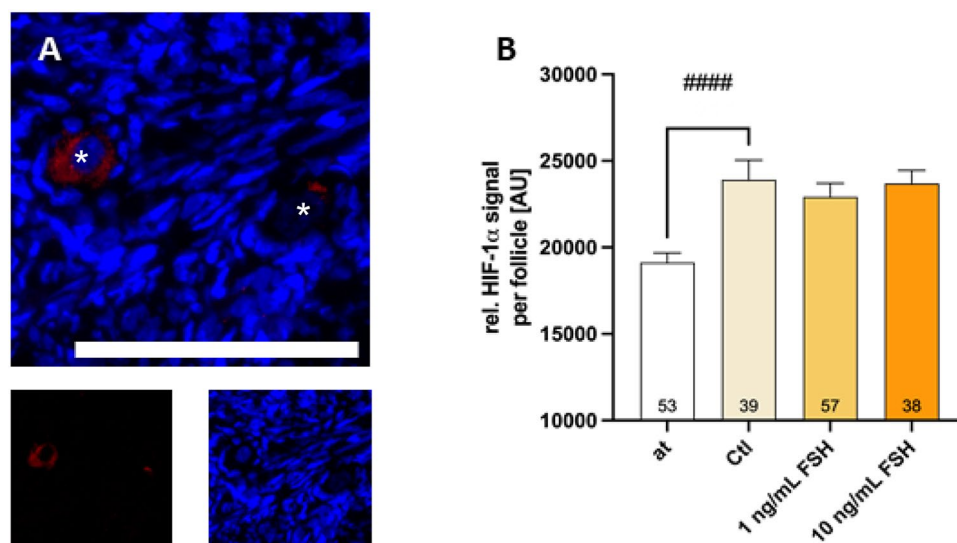 A
*
*
B
30000
25000
20000
15000
10000
rel. HIF-1α signal
per follicle [AU]
####
53
39
57
38
at
Ctl
1 ng/mL FSH
10 ng/mL FSH